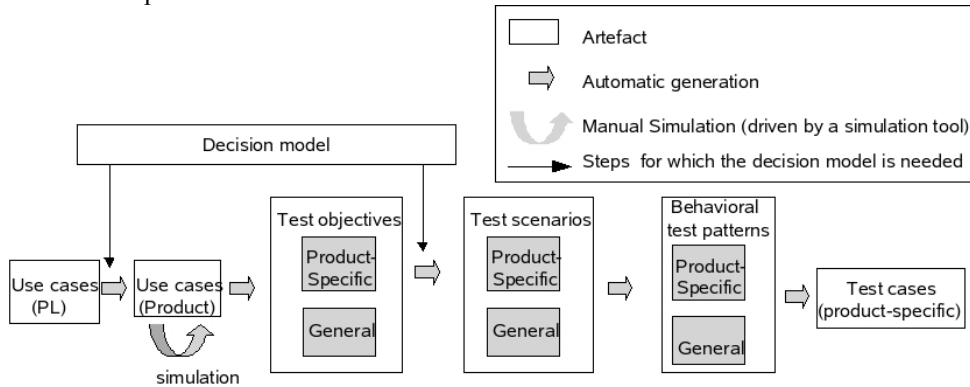 Artefact
Automatic generation
Manual Simulation (driven by a simulation tool)
Steps for which the decision model is needed
Decision model
Use cases
(PL)
Use cases
(Product)
simulation
Test objectives
Product-
Specific
General
Test scenarios
Product-
Specific
General
Behavioral
test patterns
Product-
Specific
General
Test cases
(product-specific)